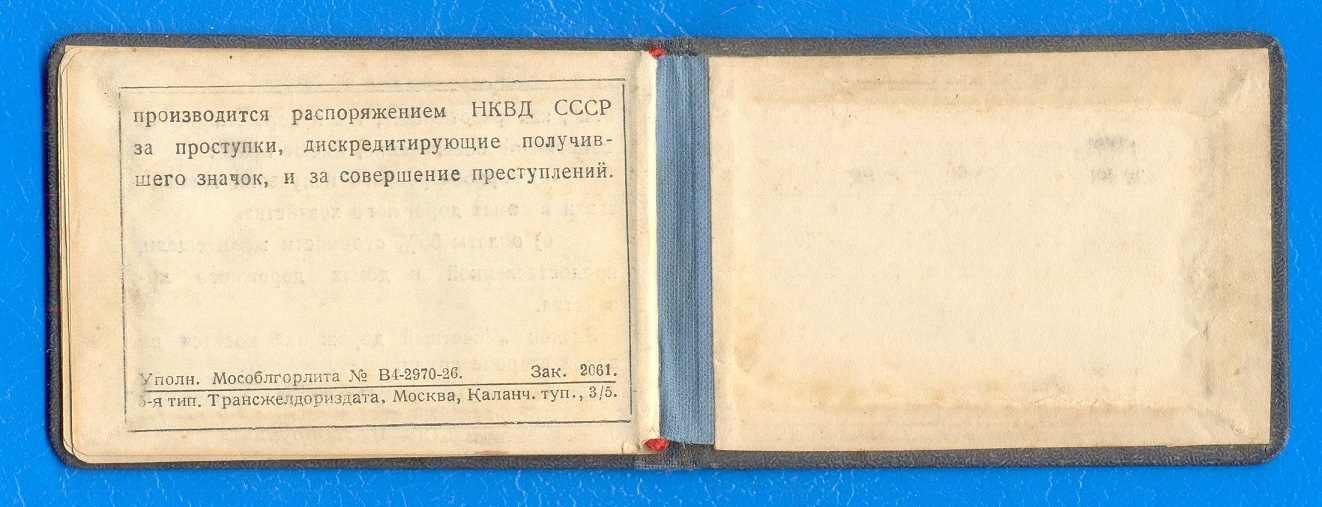 производится распоряжением НКВД СССР
за проступки, дискредитирующие получив-
шего значок, и за совершение преступлений.
Уполн. Мособлгорлита № В4-2970-26. Зак. 2061.
5-я тип. Трансжелдориздата, Москва, Каланч. туп., 3/5.